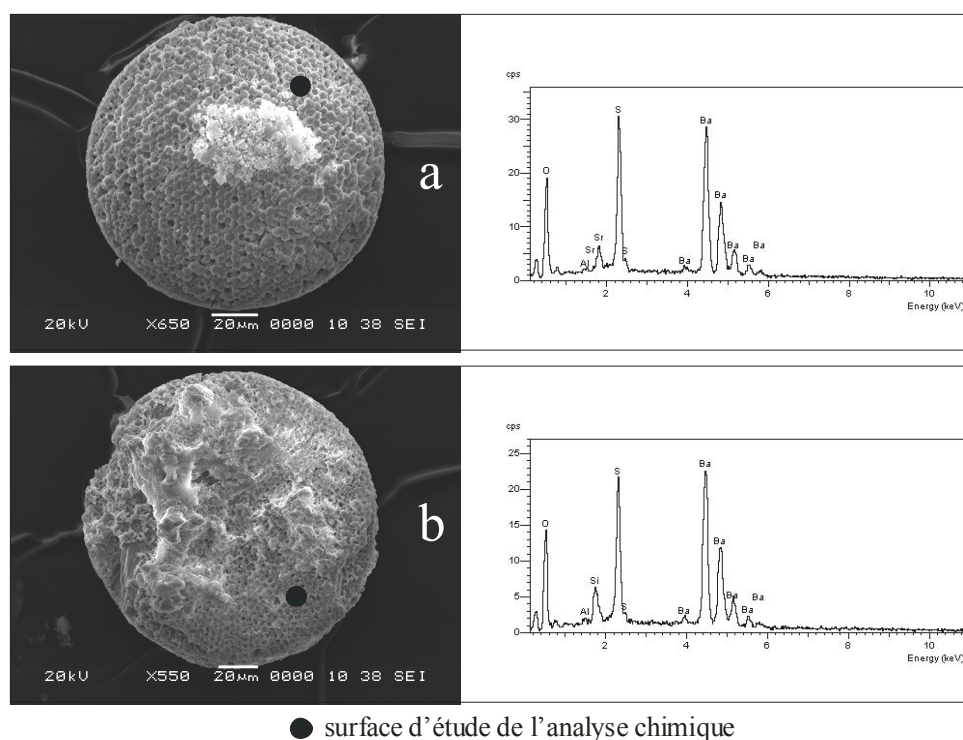 a
20kV X650 20µm 0000 10 38 SEI
cps
30
20
10
0
O
Al
Sr
Sr
S
S
Ba
Ba
Ba
Ba
Ba
Ba
2 4 6 8 10
Energy (keV)
b
20kV X550 20µm 0000 10 38 SEI
cps
25
20
15
10
5
0
O
Al
Si
S
S
Ba
Ba
Ba
Ba
Ba
Ba
2 4 6 8 10
Energy (keV)
surface d'étude de l'analyse chimique